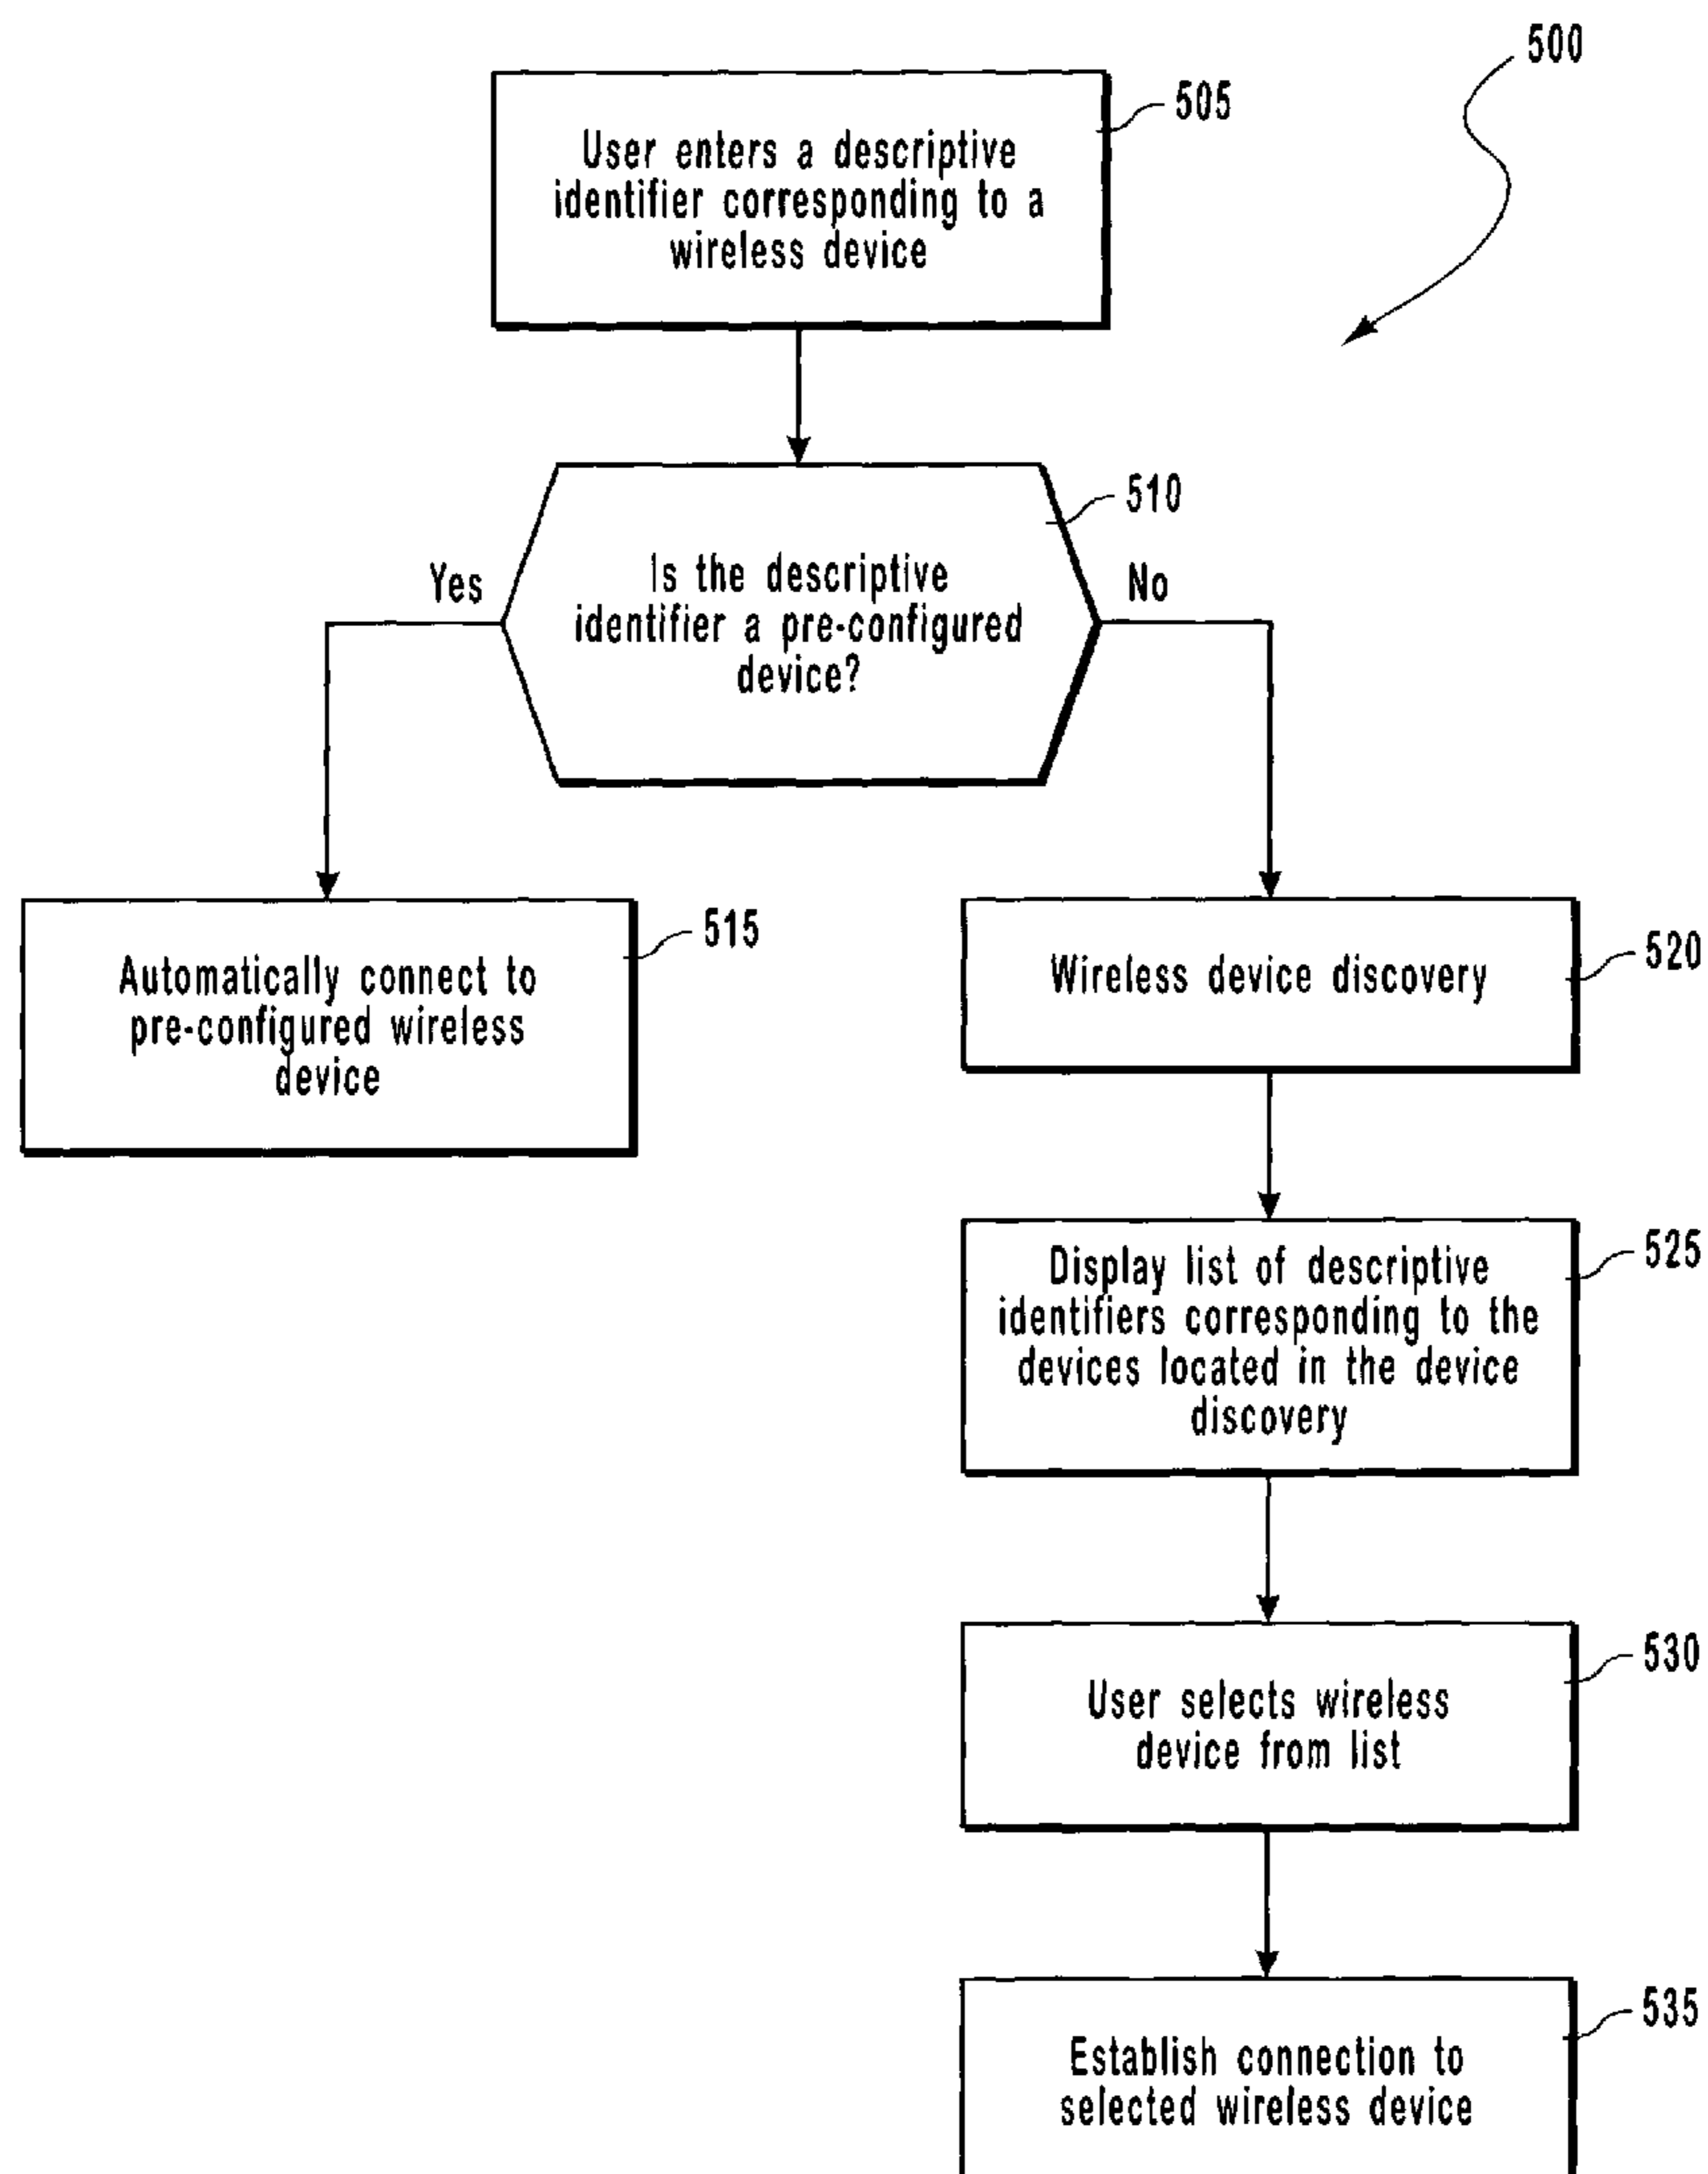 500
505
User enters a descriptive
identifier corresponding to a
wireless device
510
Yes
Is the descriptive
identifier a pre-configured
device?
No
515
Automatically connect to
pre-configured wireless
device
520
Wireless device discovery
525
Display list of descriptive
identifiers corresponding to the
devices located in the device
discovery
530
User selects wireless
device from list
535
Establish connection to
selected wireless device